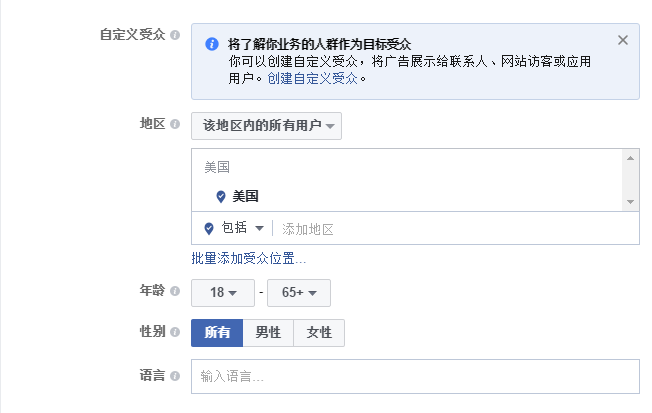 自定义受众
将了解你业务的人群作为目标受众
你可以创建自定义受众，将广告展示给联系人、网站访客或应用
用户。创建自定义受众。
地区
该地区内的所有用户
美国
美国
包括
添加地区
批量添加受众位置...
年龄
18 - 65+
性别
所有 男性 女性
语言
输入语言...